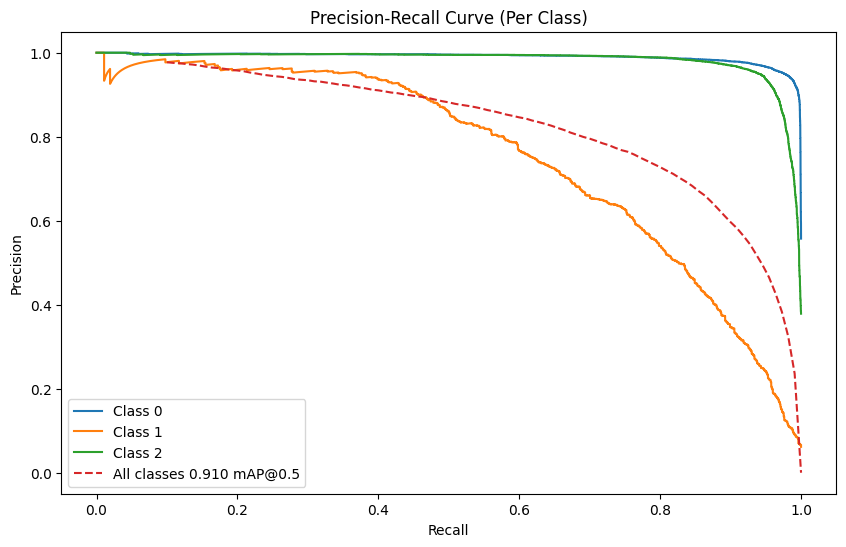 Precision-Recall Curve (Per Class)
Precision
1.0
0.8
0.6
0.4
0.2
0.0
Class 0
Class 1
Class 2
All classes 0.910 mAP@0.5
0.0 0.2 0.4 0.6 0.8 1.0
Recall